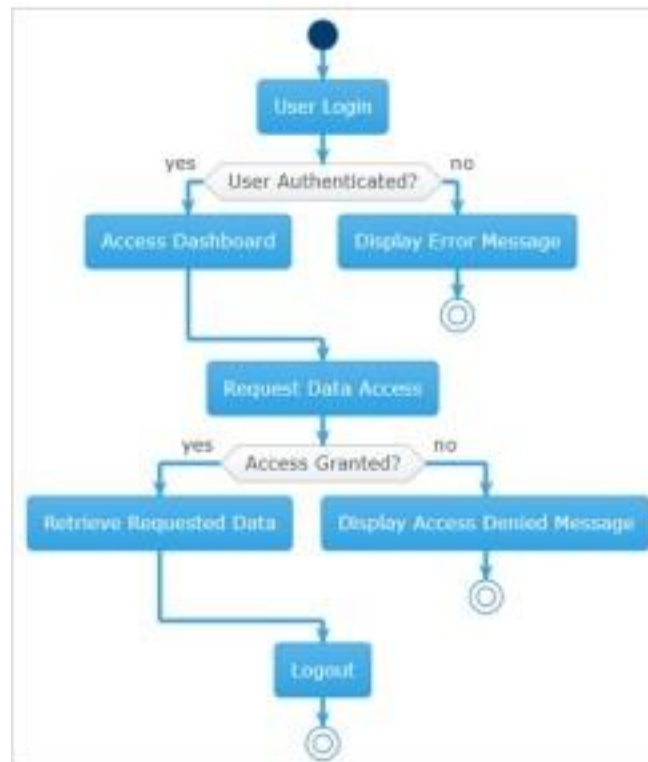 User Login
yes
no
User Authenticated?
Access Dashboard
Display Error Message
Request Data Access
yes
no
Access Granted?
Retrieve Requested Data
Display Access Denied Message
Logout